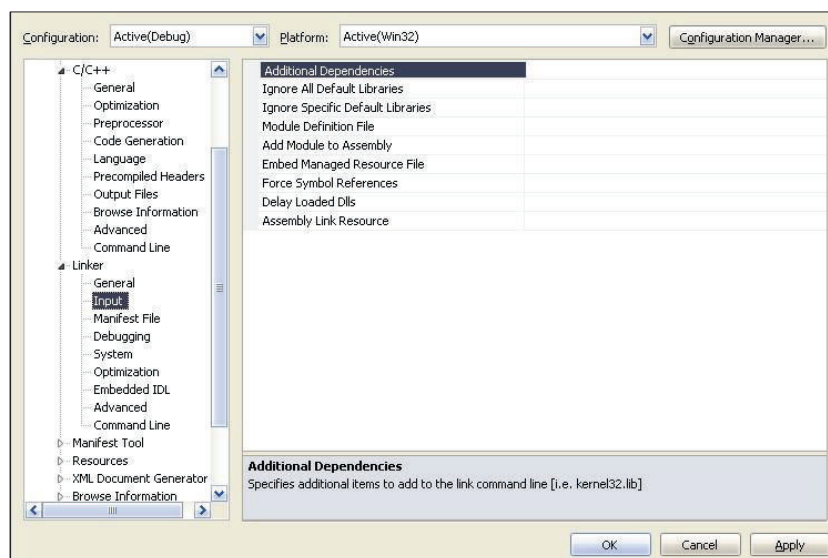 Configuration: Active(Debug) Platform: Active(Win32) Configuration Manager...
C/C++
General
Optimization
Preprocessor
Code Generation
Language
Precompiled Headers
Output Files
Browse Information
Advanced
Command Line
Linker
General
Input
Manifest File
Debugging
System
Optimization
Embedded IDL
Advanced
Command Line
Manifest Tool
Resources
XML Document Generator
Browse Information
Additional Dependencies
Ignore All Default Libraries
Ignore Specific Default Libraries
Module Definition File
Add Module to Assembly
Embed Managed Resource File
Force Symbol References
Delay Loaded Dlls
Assembly Link Resource
Additional Dependencies
Specifies additional items to add to the link command line [i.e. kernel32.lib]
OK Cancel Apply